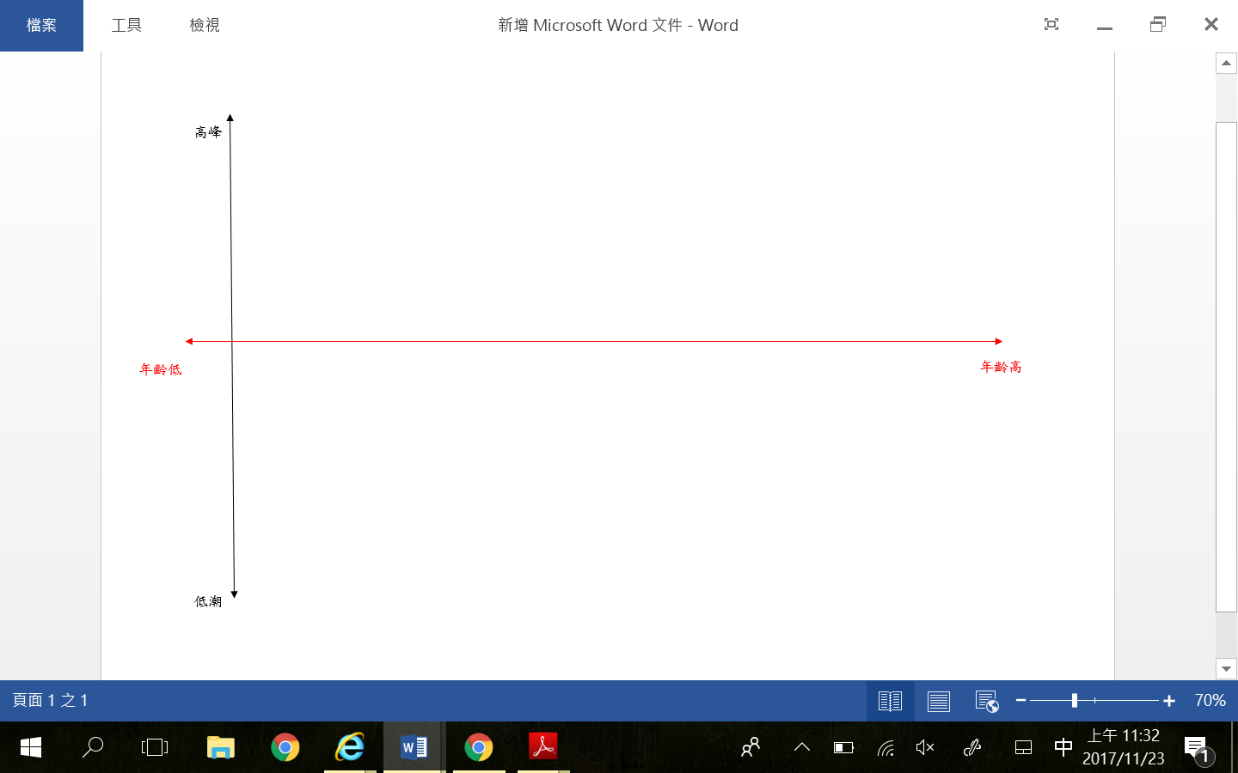 檔案 工具 檢視 新增 Microsoft Word 文件 - Word
高峰
年齡低 年齡高
低潮
頁面 1 之 1 70%
中 上午 11:32
2017/11/23 1